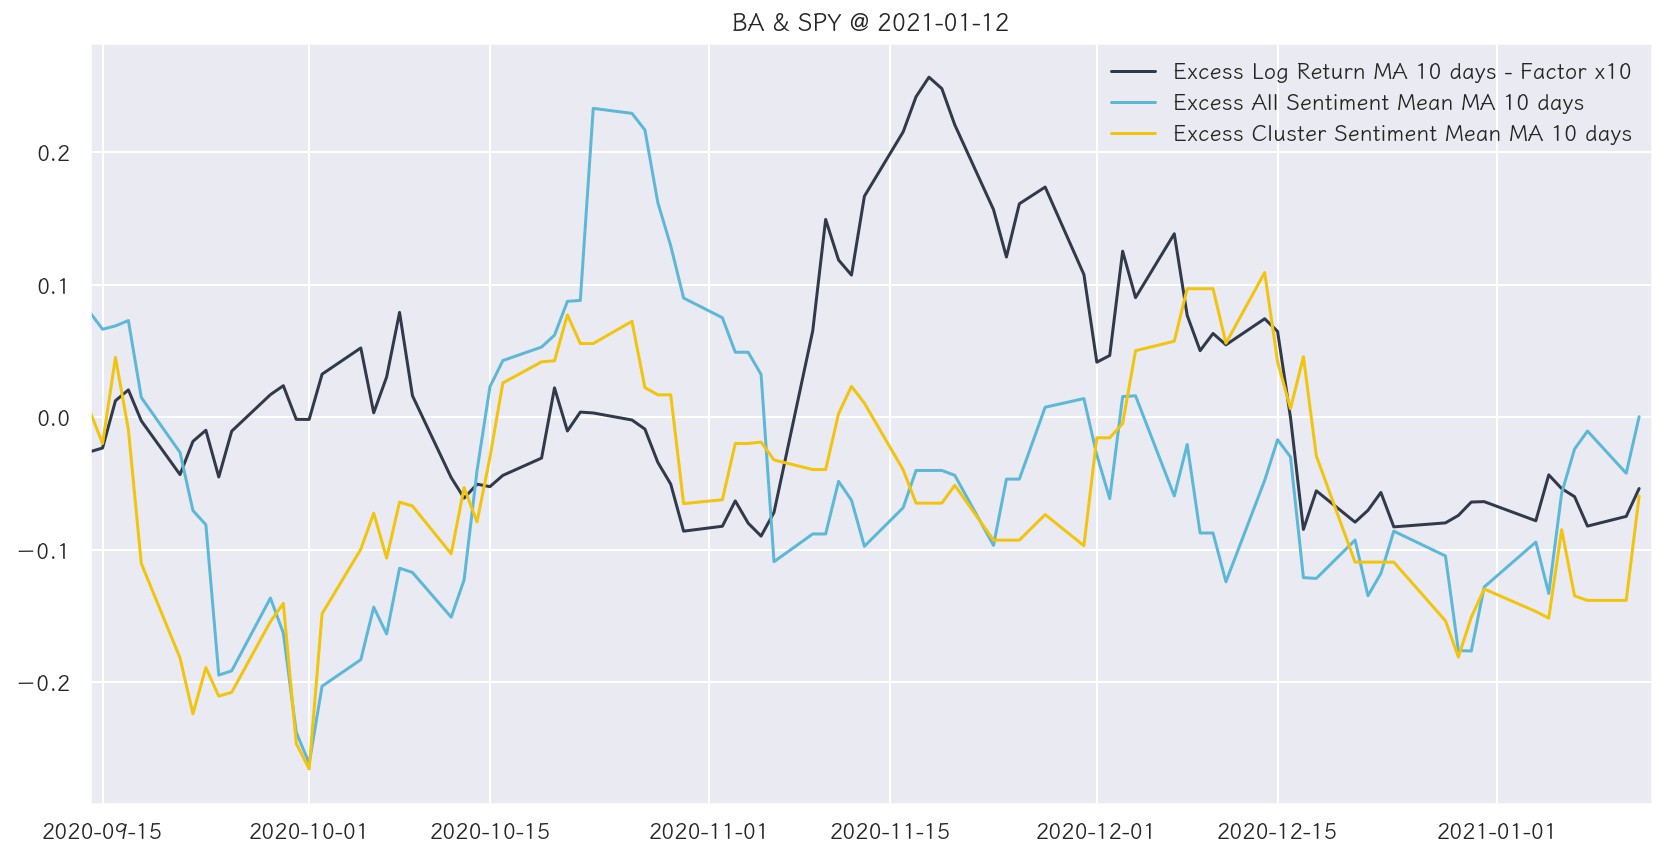 BA & SPY @ 2021-01-12
Excess Log Return MA 10 days - Factor x10
Excess All Sentiment Mean MA 10 days
Excess Cluster Sentiment Mean MA 10 days
0.2
0.1
0.0
−0.1
−0.2
2020-09-15 2020-10-01 2020-10-15 2020-11-01 2020-11-15 2020-12-01 2020-12-15 2021-01-01